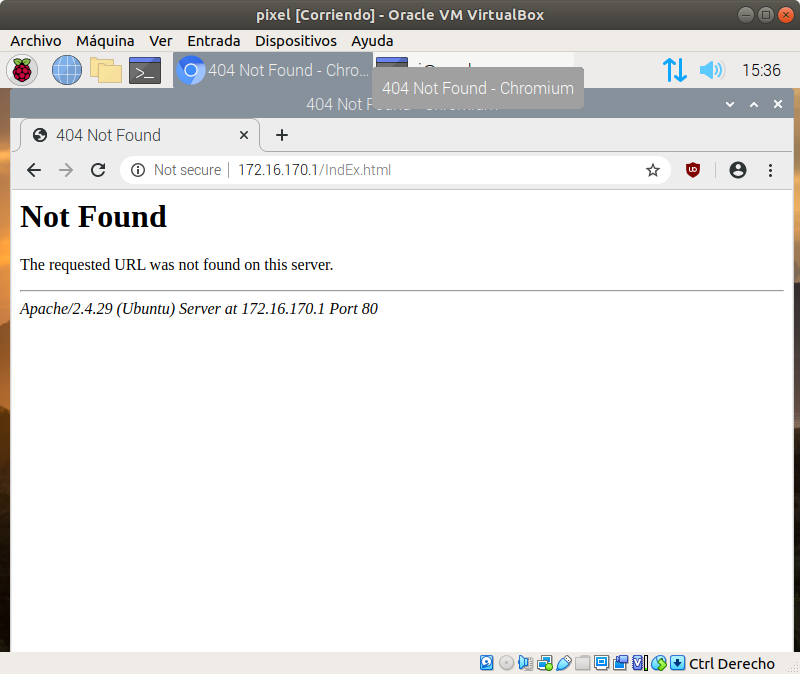 pixel [Corriendo] - Oracle VM VirtualBox
Archivo Máquina Ver Entrada Dispositivos Ayuda
404 Not Found - Chro... 15:36
404 Not Found - Chromium
404 Not
404 Not Found
Not secure 172.16.170.1/IndEx.html
Not Found
The requested URL was not found on this server.
Apache/2.4.29 (Ubuntu) Server at 172.16.170.1 Port 80
Ctrl Derecho